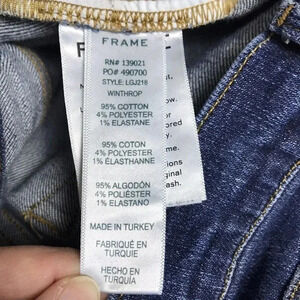 FRAME
RN# 139021
PO# 490700
STYLE: LGJ218
WINTHROP
95% COTTON
4% POLYESTER
1% ELASTANE
95% COTON
4% POLYESTER
1% ELASTHANNE
95% ALGODÓN
4% POLIÉSTER
1% ELASTANO
MADE IN TURKEY
FABRIQUÉ EN
TURQUIE
HECHO EN
TURQUÍA